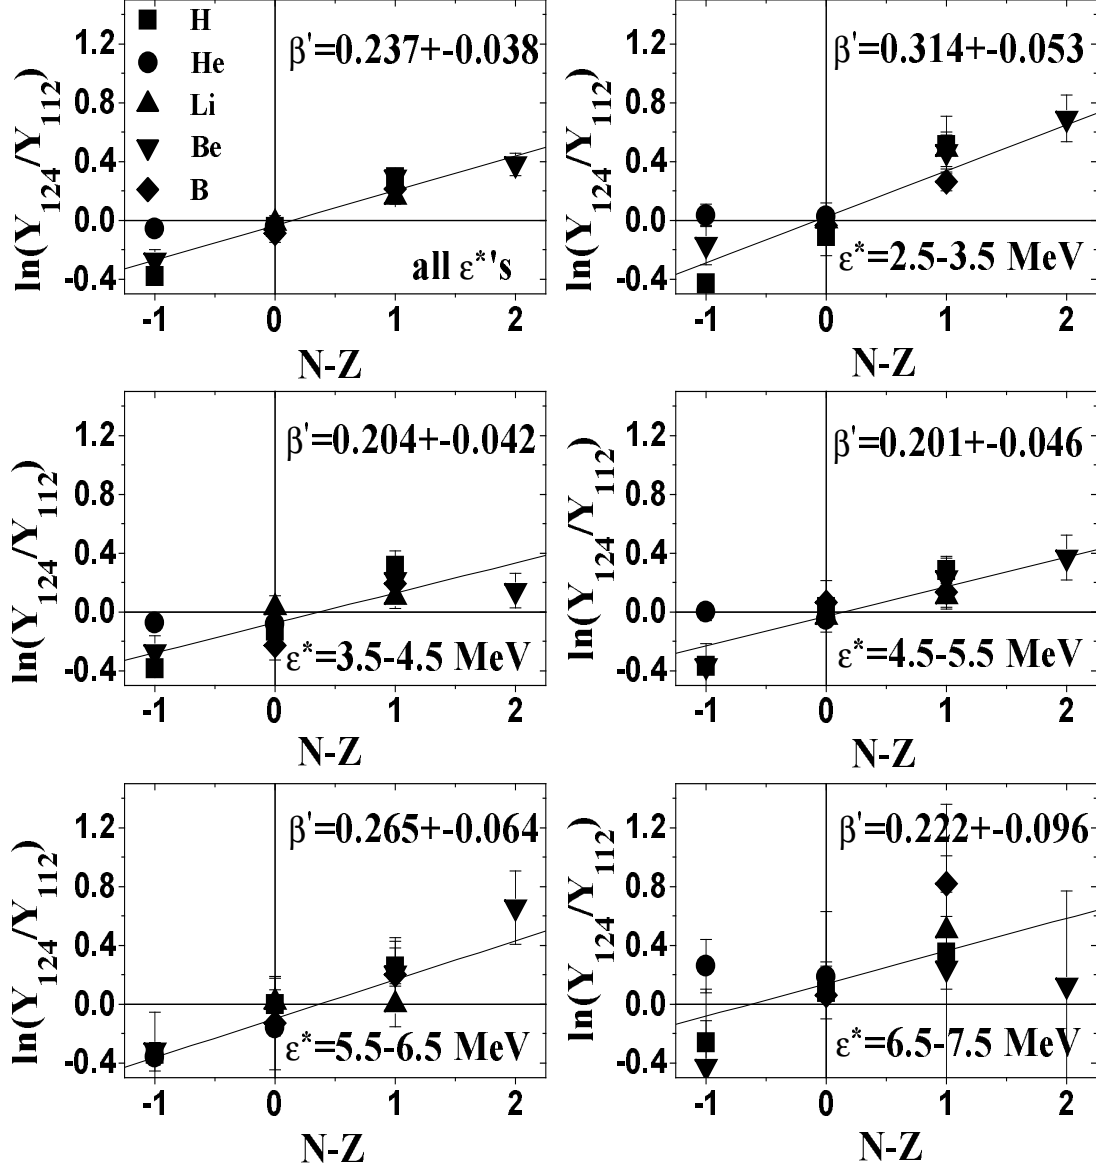 H
He
Li
Be
B
β'=0.237+-0.038
1.2
0.8
0.4
0.0
-0.4
ln(Y124/Y112)
all ε*'s
-1 0 1 2
N-Z
β'=0.314+-0.053
1.2
0.8
0.4
0.0
-0.4
ln(Y124/Y112)
ε*=2.5-3.5 MeV
-1 0 1 2
N-Z
β'=0.204+-0.042
1.2
0.8
0.4
0.0
-0.4
ln(Y124/Y112)
ε*=3.5-4.5 MeV
-1 0 1 2
N-Z
β'=0.201+-0.046
1.2
0.8
0.4
0.0
-0.4
ln(Y124/Y112)
ε*=4.5-5.5 MeV
-1 0 1 2
N-Z
β'=0.265+-0.064
1.2
0.8
0.4
0.0
-0.4
ln(Y124/Y112)
ε*=5.5-6.5 MeV
-1 0 1 2
N-Z
β'=0.222+-0.096
1.2
0.8
0.4
0.0
-0.4
ln(Y124/Y112)
ε*=6.5-7.5 MeV
-1 0 1 2
N-Z